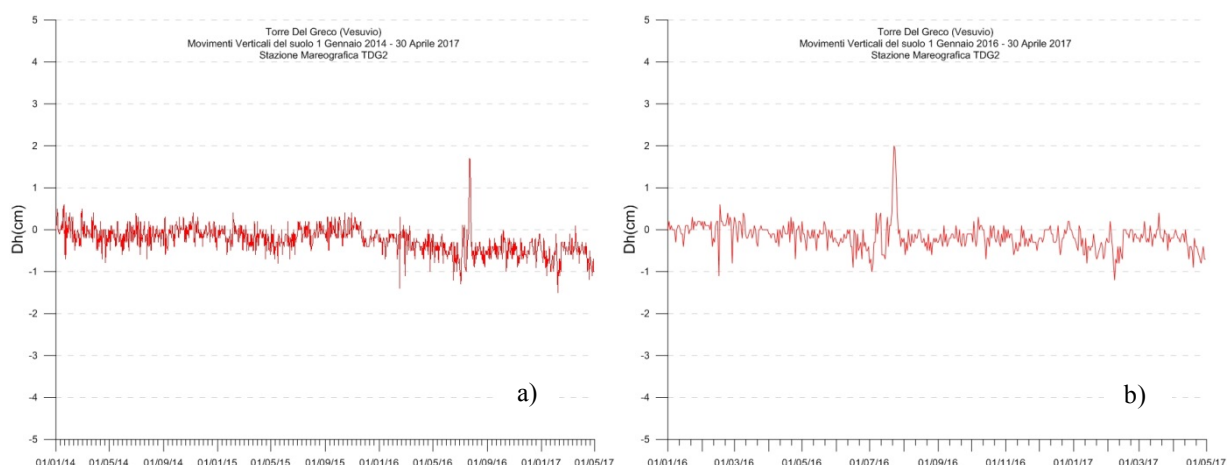 Torre Del Greco (Vesuvio)
Movimenti Verticali del suolo 1 Gennaio 2014 - 30 Aprile 2017
Stazione Mareografica TDG2
5
4
3
2
1
0
-1
-2
-3
-4
-5
Dh(cm)
a)
01/01/14 01/05/14 01/09/14 01/01/15 01/05/15 01/09/15 01/01/16 01/05/16 01/09/16 01/01/17 01/05/17
Torre Del Greco (Vesuvio)
Movimenti Verticali del suolo 1 Gennaio 2016 - 30 Aprile 2017
Stazione Mareografica TDG2
5
4
3
2
1
0
-1
-2
-3
-4
-5
Dh(cm)
b)
01/01/16 01/03/16 01/05/16 01/07/16 01/09/16 01/11/16 01/01/17 01/03/17 01/05/17